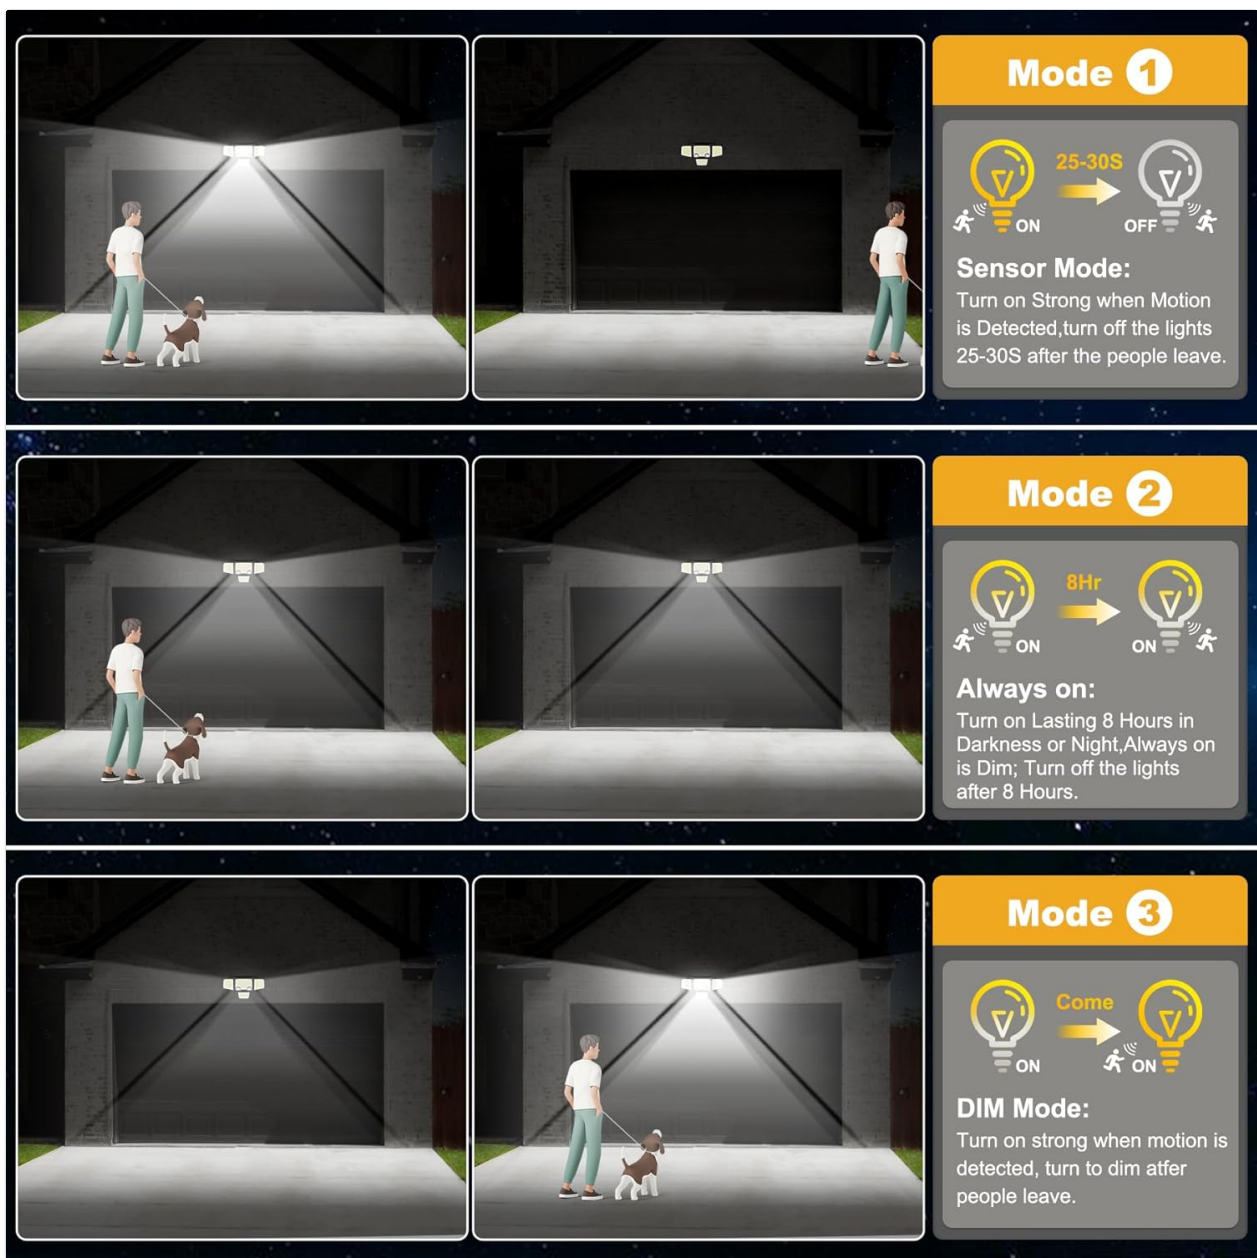 Mode 1
25-30S
ON
OFF
Sensor Mode:
Turn on Strong when Motion
is Detected,turn off the lights
25-30S after the people leave.
Mode 2
8Hr
ON
ON
Always on:
Turn on Lasting 8 Hours in
Darkness or Night,Always on
is Dim; Turn off the lights
after 8 Hours.
Mode 3
Come
ON
ON
DIM Mode:
Turn on strong when motion is
detected, turn to dim atfer
people leave.